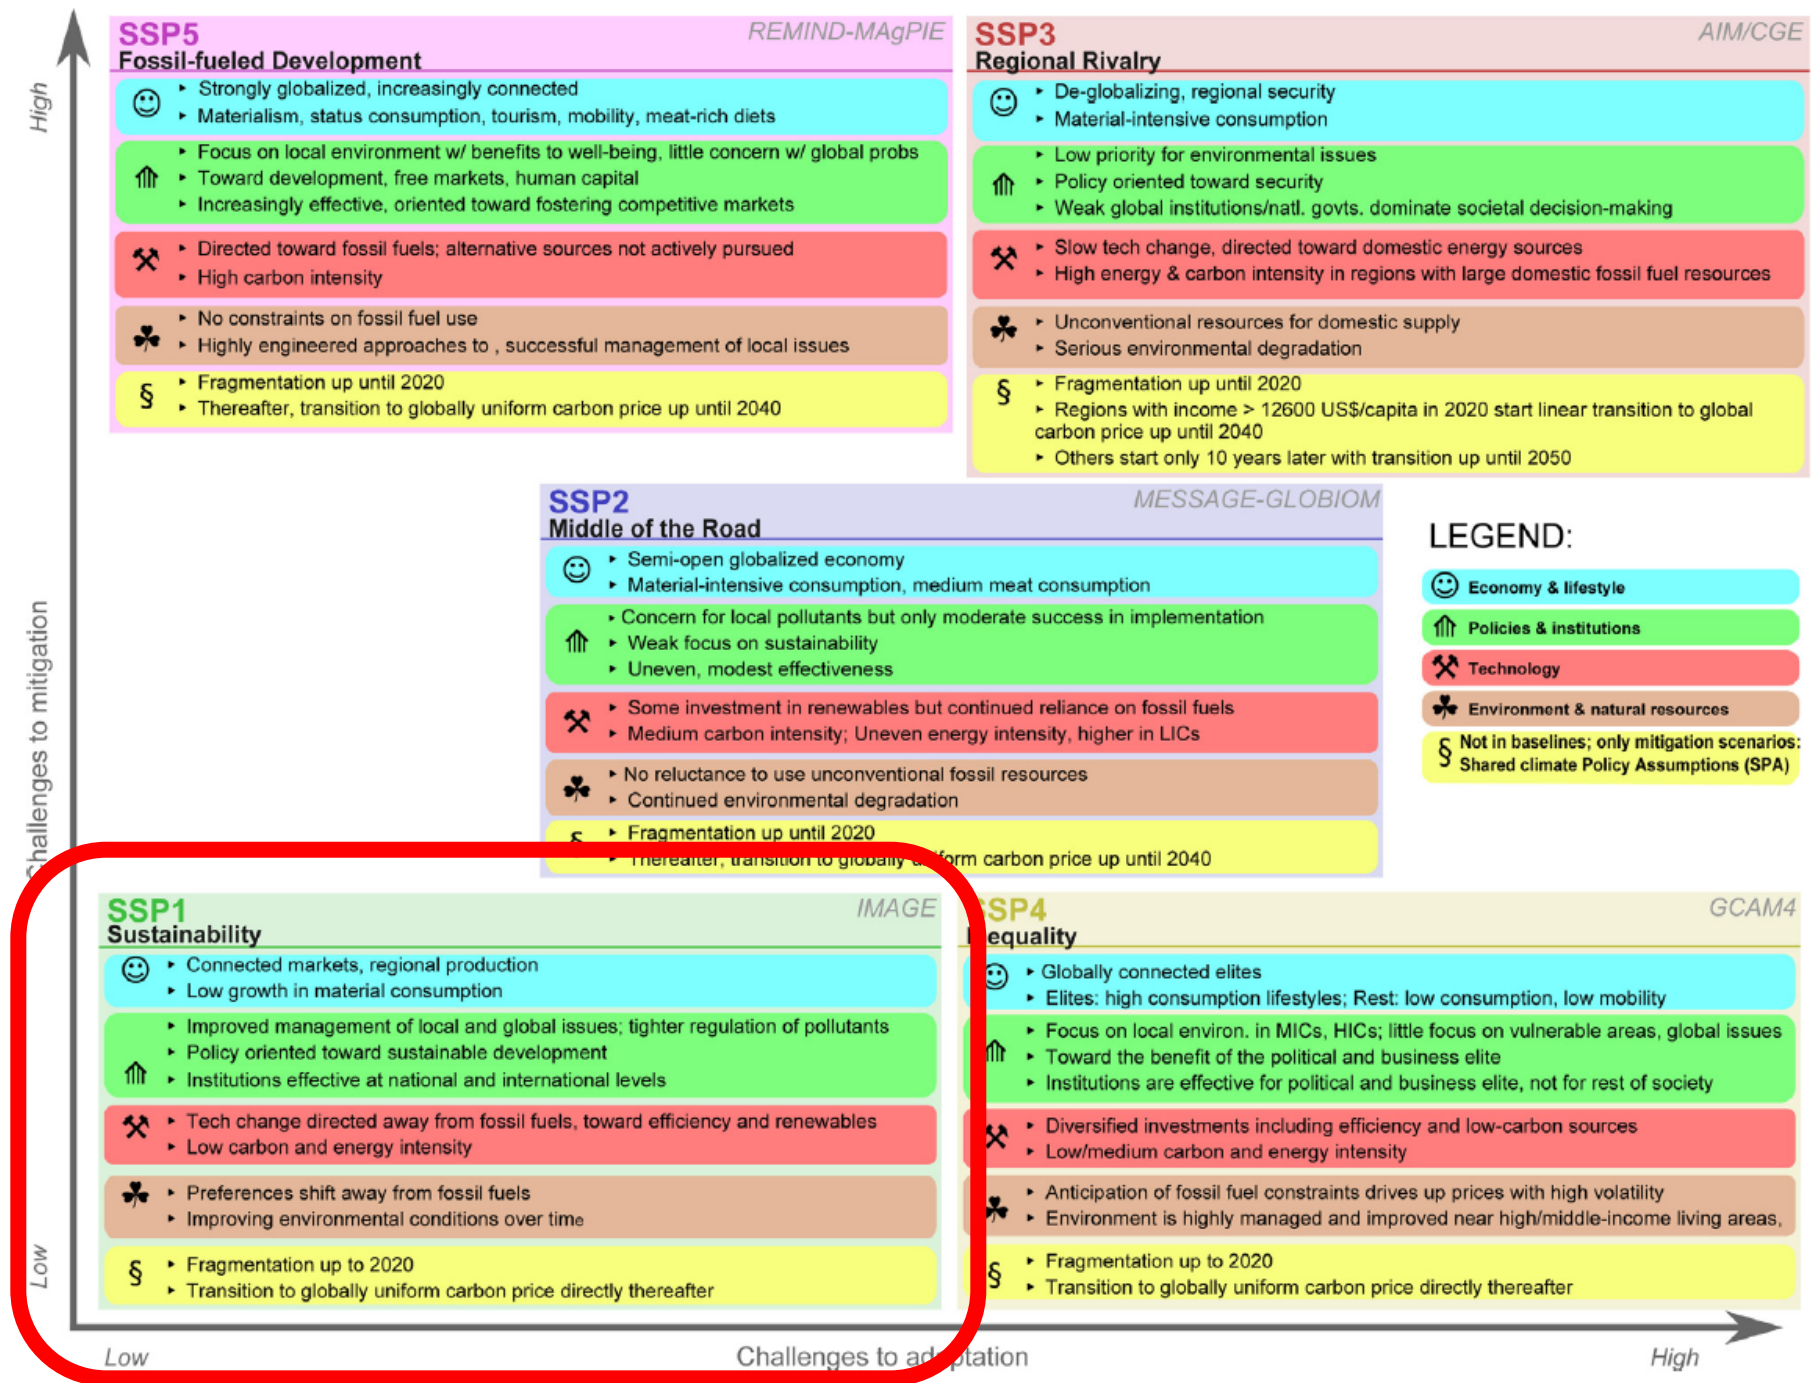 High
Challenges to mitigation
Low
SSP5
REMIND-MAgPIE
Fossil-fueled Development
‣ Strongly globalized, increasingly connected
‣ Materialism, status consumption, tourism, mobility, meat-rich diets
‣ Focus on local environment w/ benefits to well-being, little concern w/ global probs
‣ Toward development, free markets, human capital
‣ Increasingly effective, oriented toward fostering competitive markets
‣ Directed toward fossil fuels; alternative sources not actively pursued
‣ High carbon intensity
‣ No constraints on fossil fuel use
‣ Highly engineered approaches to , successful management of local issues
§
‣ Fragmentation up until 2020
‣ Thereafter, transition to globally uniform carbon price up until 2040
SSP3
AIM/CGE
Regional Rivalry
‣ De-globalizing, regional security
‣ Material-intensive consumption
‣ Low priority for environmental issues
‣ Policy oriented toward security
‣ Weak global institutions/natl. govts. dominate societal decision-making
‣ Slow tech change, directed toward domestic energy sources
‣ High energy & carbon intensity in regions with large domestic fossil fuel resources
‣ Unconventional resources for domestic supply
‣ Serious environmental degradation
§
‣ Fragmentation up until 2020
‣ Regions with income > 12600 US$/capita in 2020 start linear transition to global
carbon price up until 2040
‣ Others start only 10 years later with transition up until 2050
SSP2
MESSAGE-GLOBIOM
Middle of the Road
‣ Semi-open globalized economy
‣ Material-intensive consumption, medium meat consumption
‣ Concern for local pollutants but only moderate success in implementation
‣ Weak focus on sustainability
‣ Uneven, modest effectiveness
‣ Some investment in renewables but continued reliance on fossil fuels
‣ Medium carbon intensity; Uneven energy intensity, higher in LICs
‣ No reluctance to use unconventional fossil resources
‣ Continued environmental degradation
§
‣ Fragmentation up until 2020
‣ Thereafter, transition to globally uniform carbon price up until 2040
LEGEND:
Economy & lifestyle
Policies & institutions
Technology
Environment & natural resources
§ Not in baselines; only mitigation scenarios:
Shared climate Policy Assumptions (SPA)
SSP1
IMAGE
Sustainability
‣ Connected markets, regional production
‣ Low growth in material consumption
‣ Improved management of local and global issues; tighter regulation of pollutants
‣ Policy oriented toward sustainable development
‣ Institutions effective at national and international levels
‣ Tech change directed away from fossil fuels, toward efficiency and renewables
‣ Low carbon and energy intensity
‣ Preferences shift away from fossil fuels
‣ Improving environmental conditions over time
§
‣ Fragmentation up to 2020
‣ Transition to globally uniform carbon price directly thereafter
SSP4
GCAM4
Inequality
‣ Globally connected elites
‣ Elites: high consumption lifestyles; Rest: low consumption, low mobility
‣ Focus on local environ. in MICs, HICs; little focus on vulnerable areas, global issues
‣ Toward the benefit of the political and business elite
‣ Institutions are effective for political and business elite, not for rest of society
‣ Diversified investments including efficiency and low-carbon sources
‣ Low/medium carbon and energy intensity
‣ Anticipation of fossil fuel constraints drives up prices with high volatility
‣ Environment is highly managed and improved near high/middle-income living areas,
§
‣ Fragmentation up to 2020
‣ Transition to globally uniform carbon price directly thereafter
Low
Challenges to adaptation
High